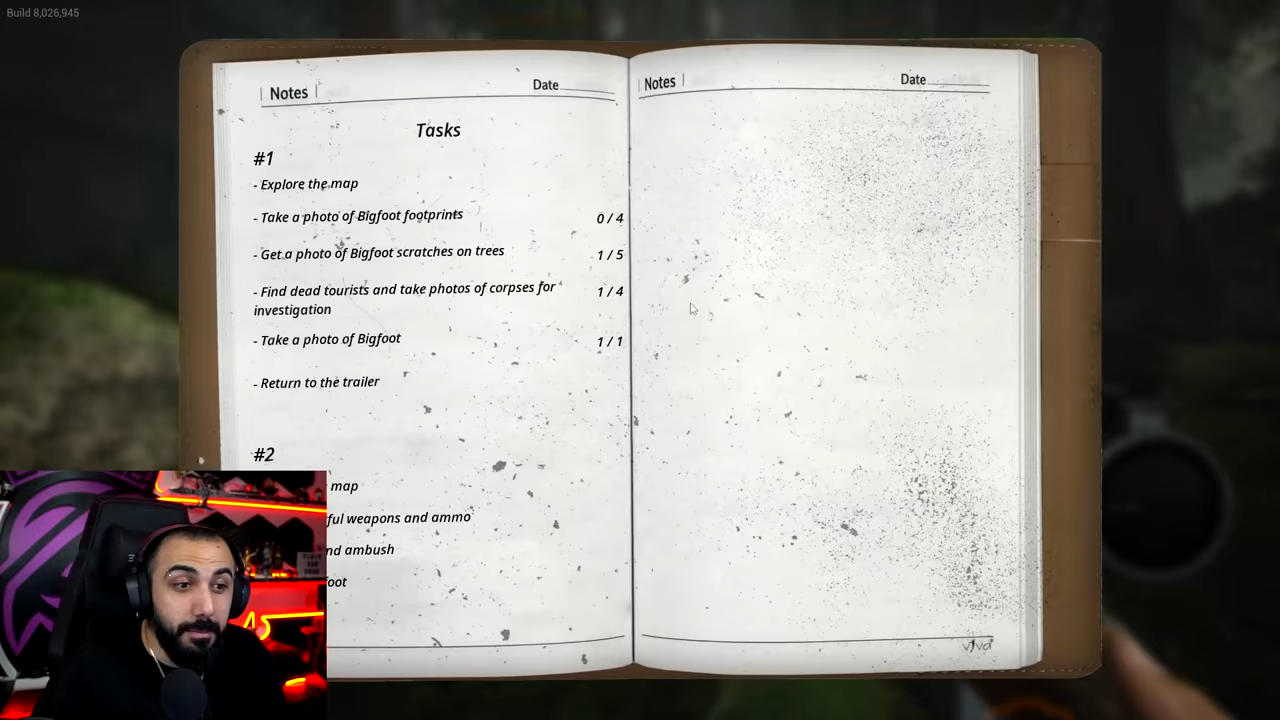 Build 8,026,945
Notes
Date
Notes
Date
Tasks
#1
- Explore the map
- Take a photo of Bigfoot footprints 0 / 4
- Get a photo of Bigfoot scratches on trees 1 / 5
- Find dead tourists and take photos of corpses for 1 / 4
investigation
- Take a photo of Bigfoot 1 / 1
- Return to the trailer
#2
map
ful weapons and ammo
nd ambush
foot